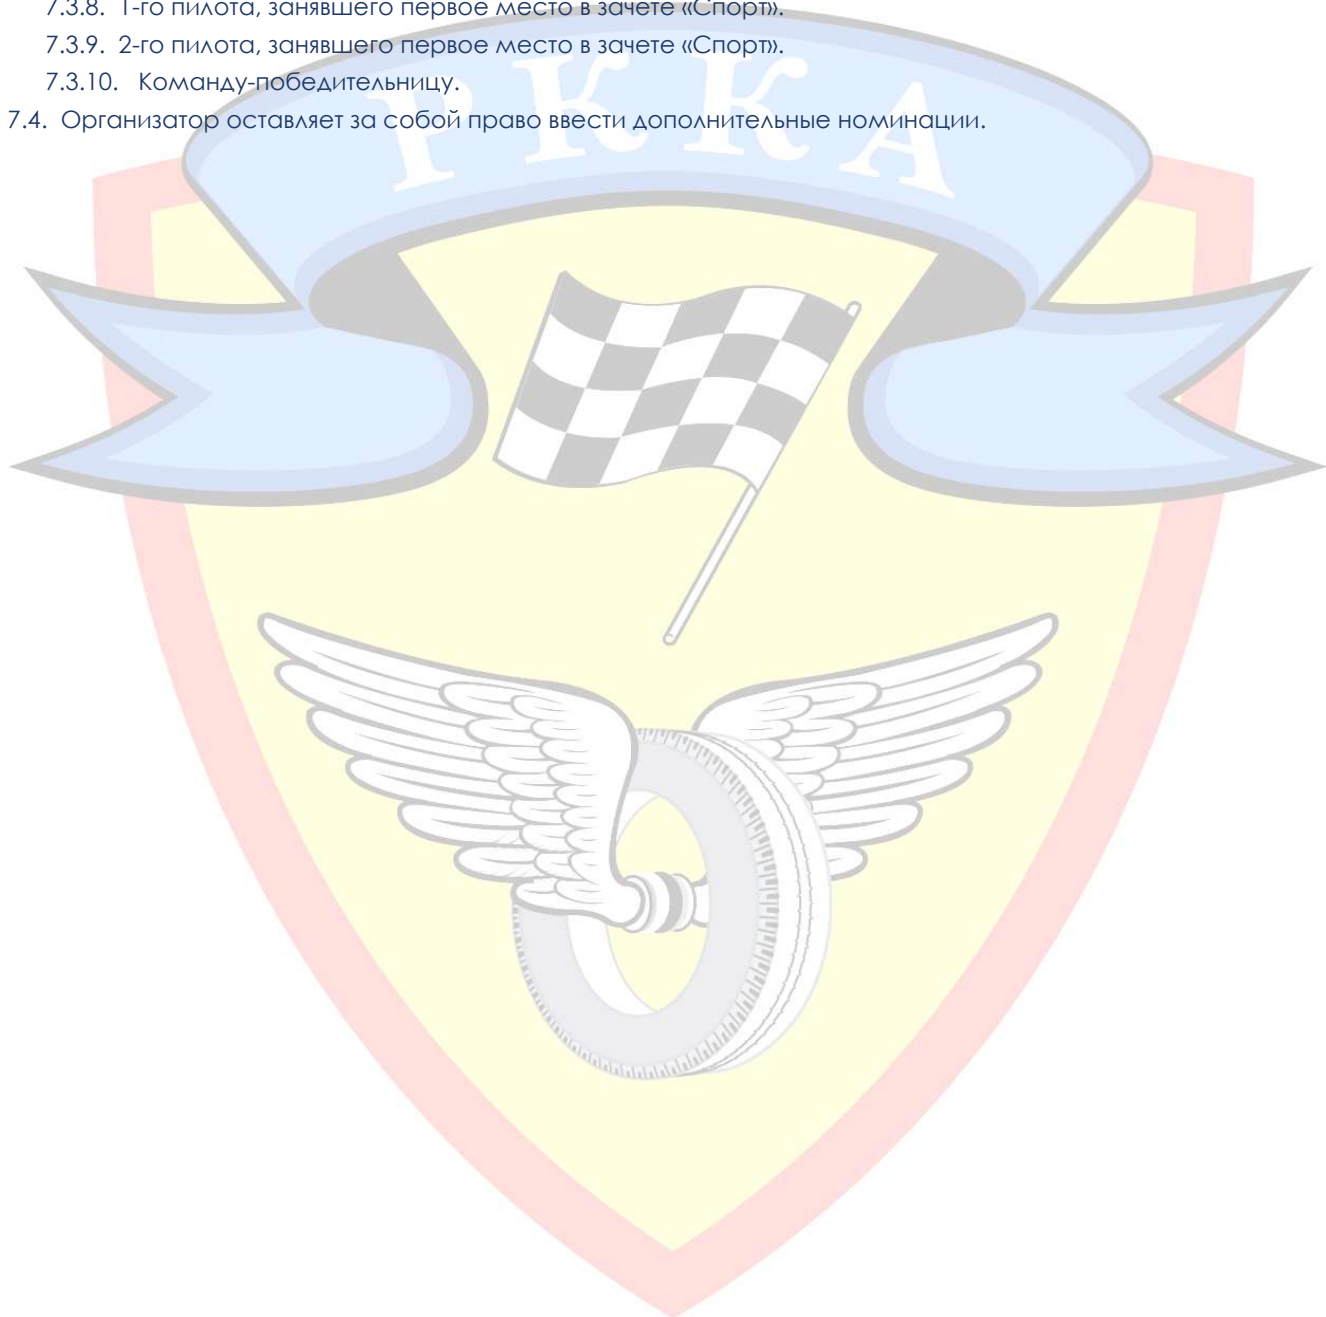 7.3.8. 1-го пилота, занявшего первое место в зачете «Спорт».
7.3.9. 2-го пилота, занявшего первое место в зачете «Спорт».
7.3.10. Команду-победительницу.
7.4. Организатор оставляет за собой право ввести дополнительные номинации.
РККА